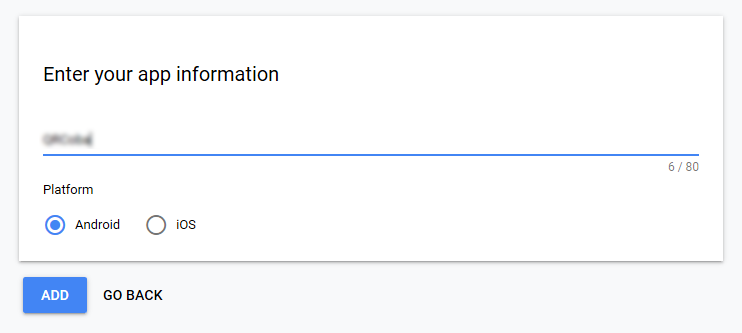 Enter your app information
6 / 80
Platform
Android iOS
ADD GO BACK